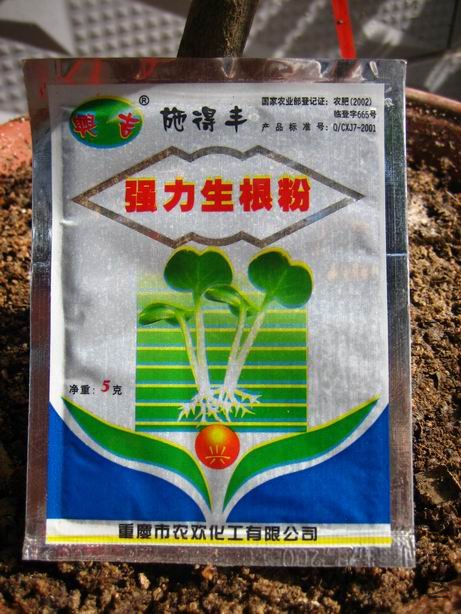 国家农业部登记证：农肥(2002)
临登字665号
产品标准号：Q/CXJ7-2001
®
施得丰
强力生根粉
净重：5克
兴
重庆市农欢化工有限公司